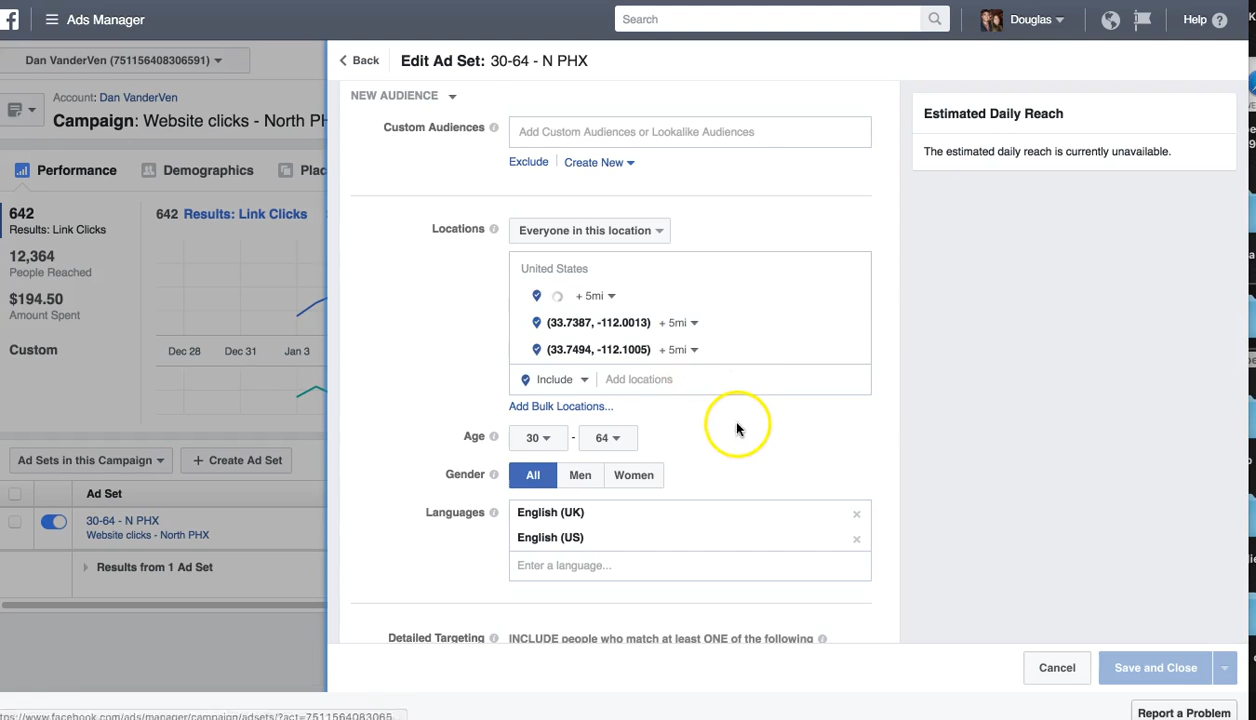 f
Ads Manager
Search
Douglas
Help ?
Dan VanderVen (751156408306591)
Back
Edit Ad Set: 30-64 - N PHX
Account: Dan VanderVen
Campaign: Website clicks - North PH
NEW AUDIENCE
Custom Audiences
Add Custom Audiences or Lookalike Audiences
Exclude
Create New
Estimated Daily Reach
The estimated daily reach is currently unavailable.
Performance
Demographics
Plac
642
Results: Link Clicks
642 Results: Link Clicks
12,364
People Reached
$194.50
Amount Spent
Custom
Dec 28
Dec 31
Jan 3
Locations
Everyone in this location
United States
+ 5mi
(33.7387, -112.0013) + 5mi
(33.7494, -112.1005) + 5mi
Include
Add locations
Add Bulk Locations...
Age
30 - 64
Gender
All
Men
Women
Languages
English (UK)
English (US)
Enter a language...
Ad Sets in this Campaign
+ Create Ad Set
Ad Set
30-64 - N PHX
Website clicks - North PHX
Results from 1 Ad Set
Detailed Targeting
INCLUDE people who match at least ONE of the following
Cancel
Save and Close
Report a Problem